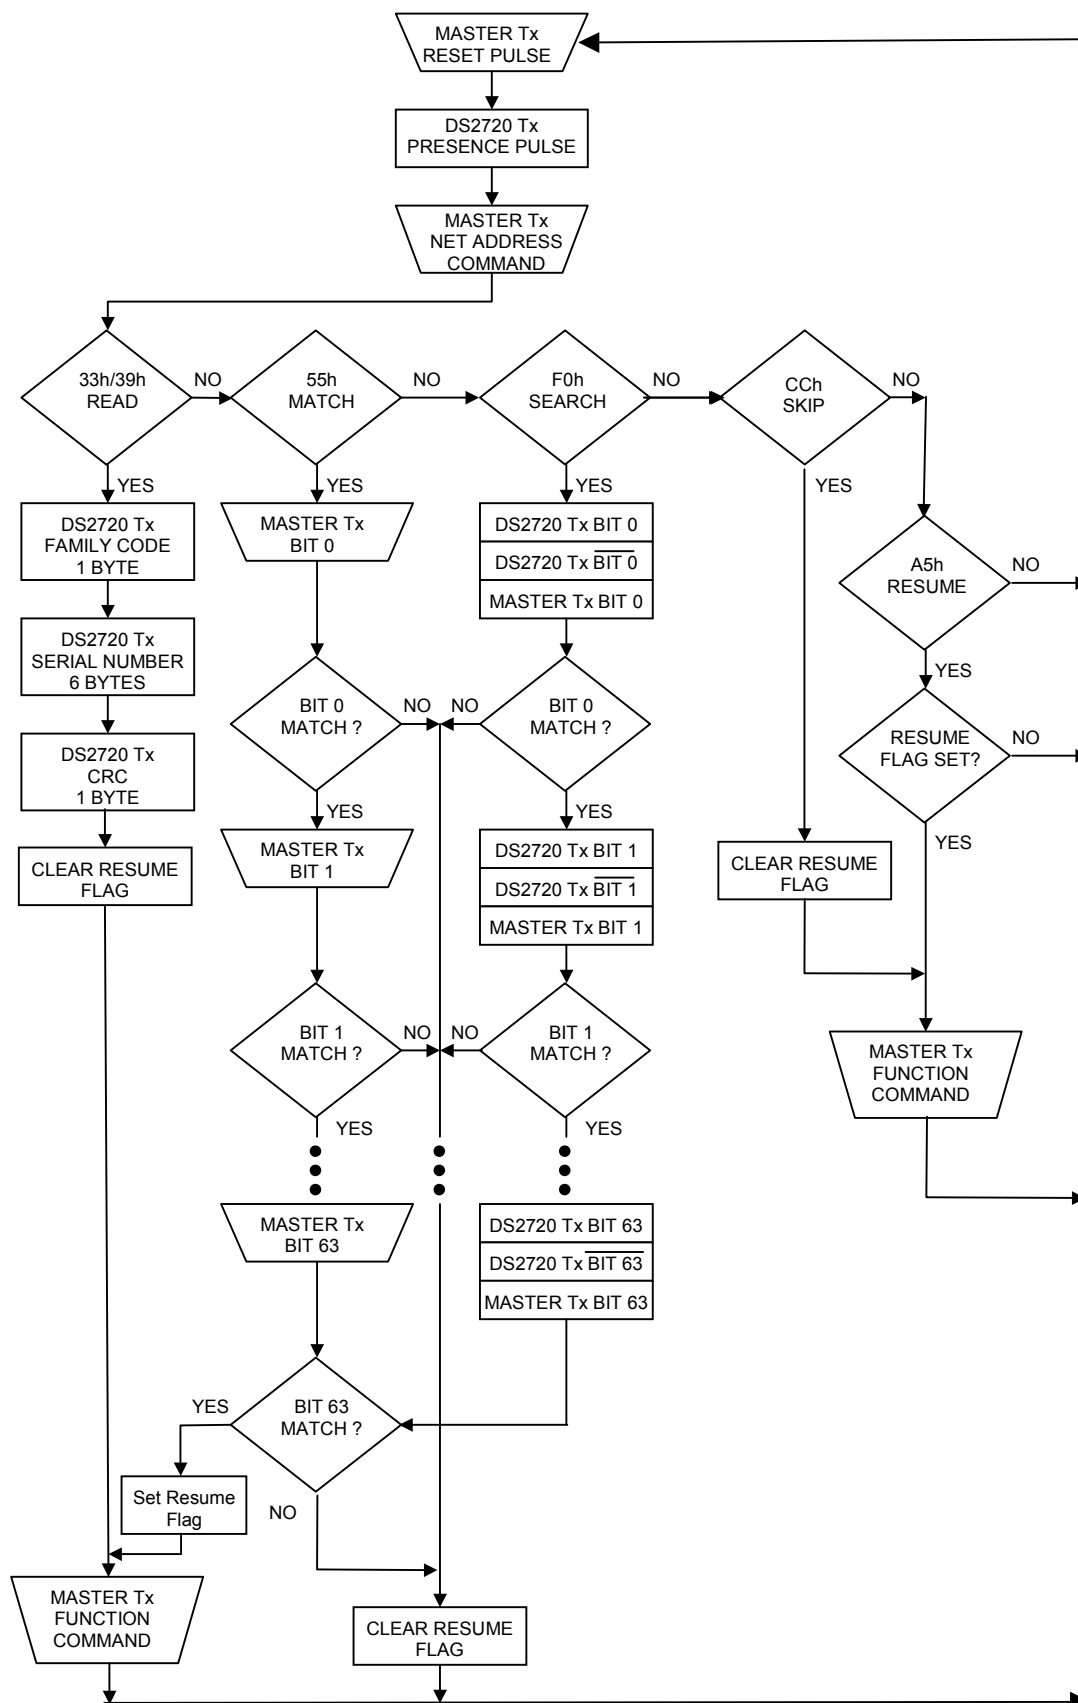 MASTER Tx
RESET PULSE
DS2720 Tx
PRESENCE PULSE
MASTER Tx
NET ADDRESS
COMMAND
33h/39h
READ
NO
YES
55h
MATCH
NO
YES
F0h
SEARCH
NO
YES
CCh
SKIP
NO
YES
DS2720 Tx
FAMILY CODE
1 BYTE
DS2720 Tx
SERIAL NUMBER
6 BYTES
DS2720 Tx
CRC
1 BYTE
CLEAR RESUME
FLAG
MASTER Tx
BIT 0
BIT 0
MATCH ?
NO
YES
MASTER Tx
BIT 1
BIT 1
MATCH ?
NO
YES
MASTER Tx
BIT 63
BIT 63
MATCH ?
YES
NO
Set Resume
Flag
MASTER Tx
FUNCTION
COMMAND
DS2720 Tx BIT 0
DS2720 Tx BIT 0
MASTER Tx BIT 0
NO
BIT 0
MATCH ?
YES
DS2720 Tx BIT 1
DS2720 Tx BIT 1
MASTER Tx BIT 1
NO
BIT 1
MATCH ?
YES
DS2720 Tx BIT 63
DS2720 Tx BIT 63
MASTER Tx BIT 63
CLEAR RESUME
FLAG
A5h
RESUME
NO
YES
RESUME
FLAG SET?
NO
YES
CLEAR RESUME
FLAG
MASTER Tx
FUNCTION
COMMAND